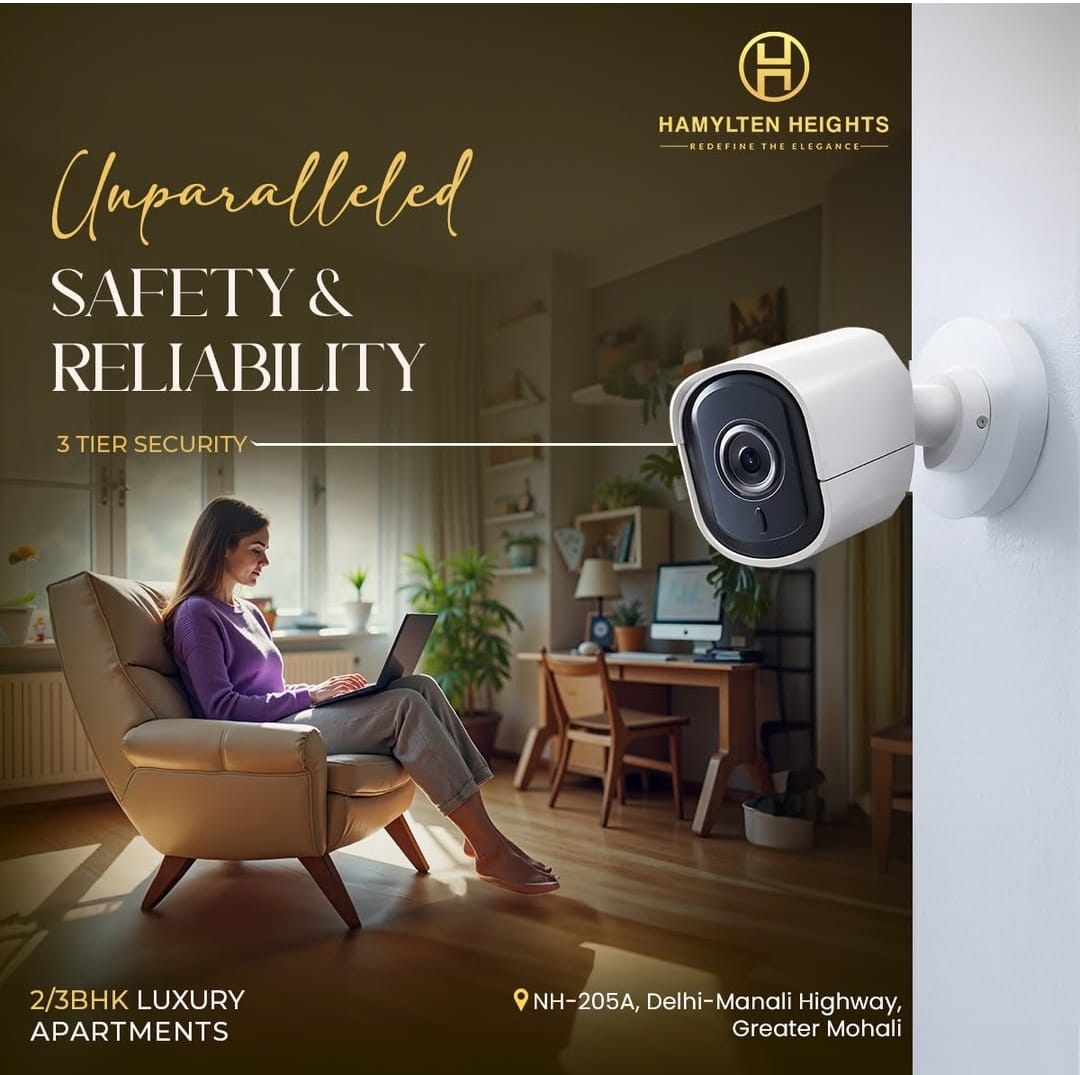 HAMYLTEN HEIGHTS
REDEFINE THE ELEGANCE
Unparalleled
SAFETY &
RELIABILITY
3 TIER SECURITY
2/3BHK LUXURY
APARTMENTS
NH-205A, Delhi-Manali Highway,
Greater Mohali